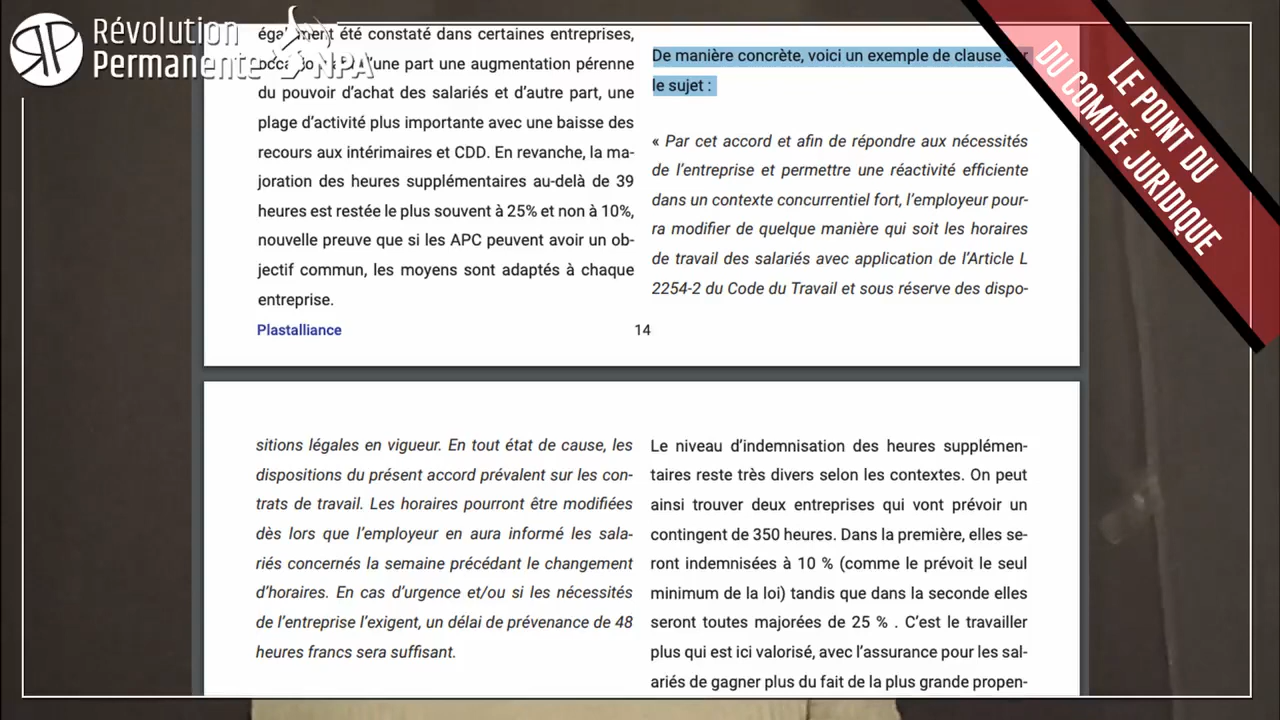 Révolution
Permanente
NPA
LE POINT DU
DU COMITÉ JURIDIQUE
également été constaté dans certaines entreprises,
d'une part une augmentation pérenne
du pouvoir d'achat des salariés et d'autre part, une
plage d'activité plus importante avec une baisse des
recours aux intérimaires et CDD. En revanche, la ma-
joration des heures supplémentaires au-delà de 39
heures est restée le plus souvent à 25% et non à 10%,
nouvelle preuve que si les APC peuvent avoir un ob-
jectif commun, les moyens sont adaptés à chaque
entreprise.
De manière concrète, voici un exemple de clause sur
le sujet :
« Par cet accord et afin de répondre aux nécessités
de l'entreprise et permettre une réactivité efficiente
dans un contexte concurrentiel fort, l'employeur pour-
ra modifier de quelque manière qui soit les horaires
de travail des salariés avec application de l'Article L
2254-2 du Code du Travail et sous réserve des dispo-
Plastalliance
14
sitions légales en vigueur. En tout état de cause, les
dispositions du présent accord prévalent sur les con-
trats de travail. Les horaires pourront être modifiées
dès lors que l'employeur en aura informé les sala-
riés concernés la semaine précédant le changement
d'horaires. En cas d'urgence et/ou si les nécessités
de l'entreprise l'exigent, un délai de prévenance de 48
heures francs sera suffisant.
Le niveau d'indemnisation des heures supplémen-
taires reste très divers selon les contextes. On peut
ainsi trouver deux entreprises qui vont prévoir un
contingent de 350 heures. Dans la première, elles se-
ront indemnisées à 10 % (comme le prévoit le seul
minimum de la loi) tandis que dans la seconde elles
seront toutes majorées de 25 % . C'est le travailler
plus qui est ici valorisé, avec l'assurance pour les sal-
ariés de gagner plus du fait de la plus grande propen-